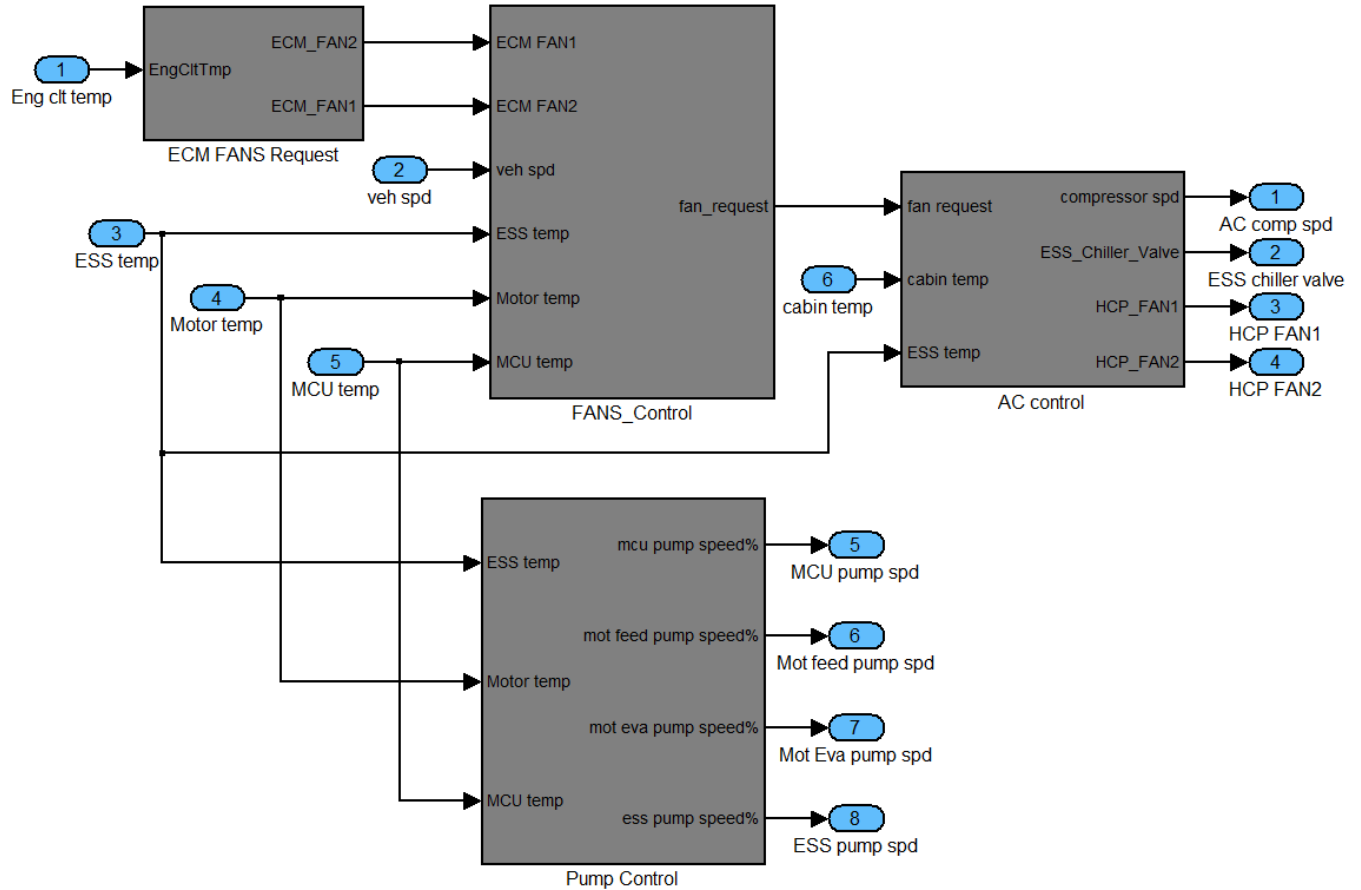 1
Eng clt temp
EngCltTmp
ECM_FAN2
ECM_FAN1
ECM FANS Request
2
veh spd
3
ESS temp
4
Motor temp
5
MCU temp
ECM FAN1
ECM FAN2
veh spd
ESS temp
Motor temp
MCU temp
fan_request
FANS_Control
6
cabin temp
fan request
cabin temp
ESS temp
compressor spd
ESS_Chiller_Valve
HCP_FAN1
HCP_FAN2
AC control
1
AC comp spd
2
ESS chiller valve
3
HCP FAN1
4
HCP FAN2
ESS temp
Motor temp
MCU temp
mcu pump speed%
mot feed pump speed%
mot eva pump speed%
ess pump speed%
Pump Control
5
MCU pump spd
6
Mot feed pump spd
7
Mot Eva pump spd
8
ESS pump spd